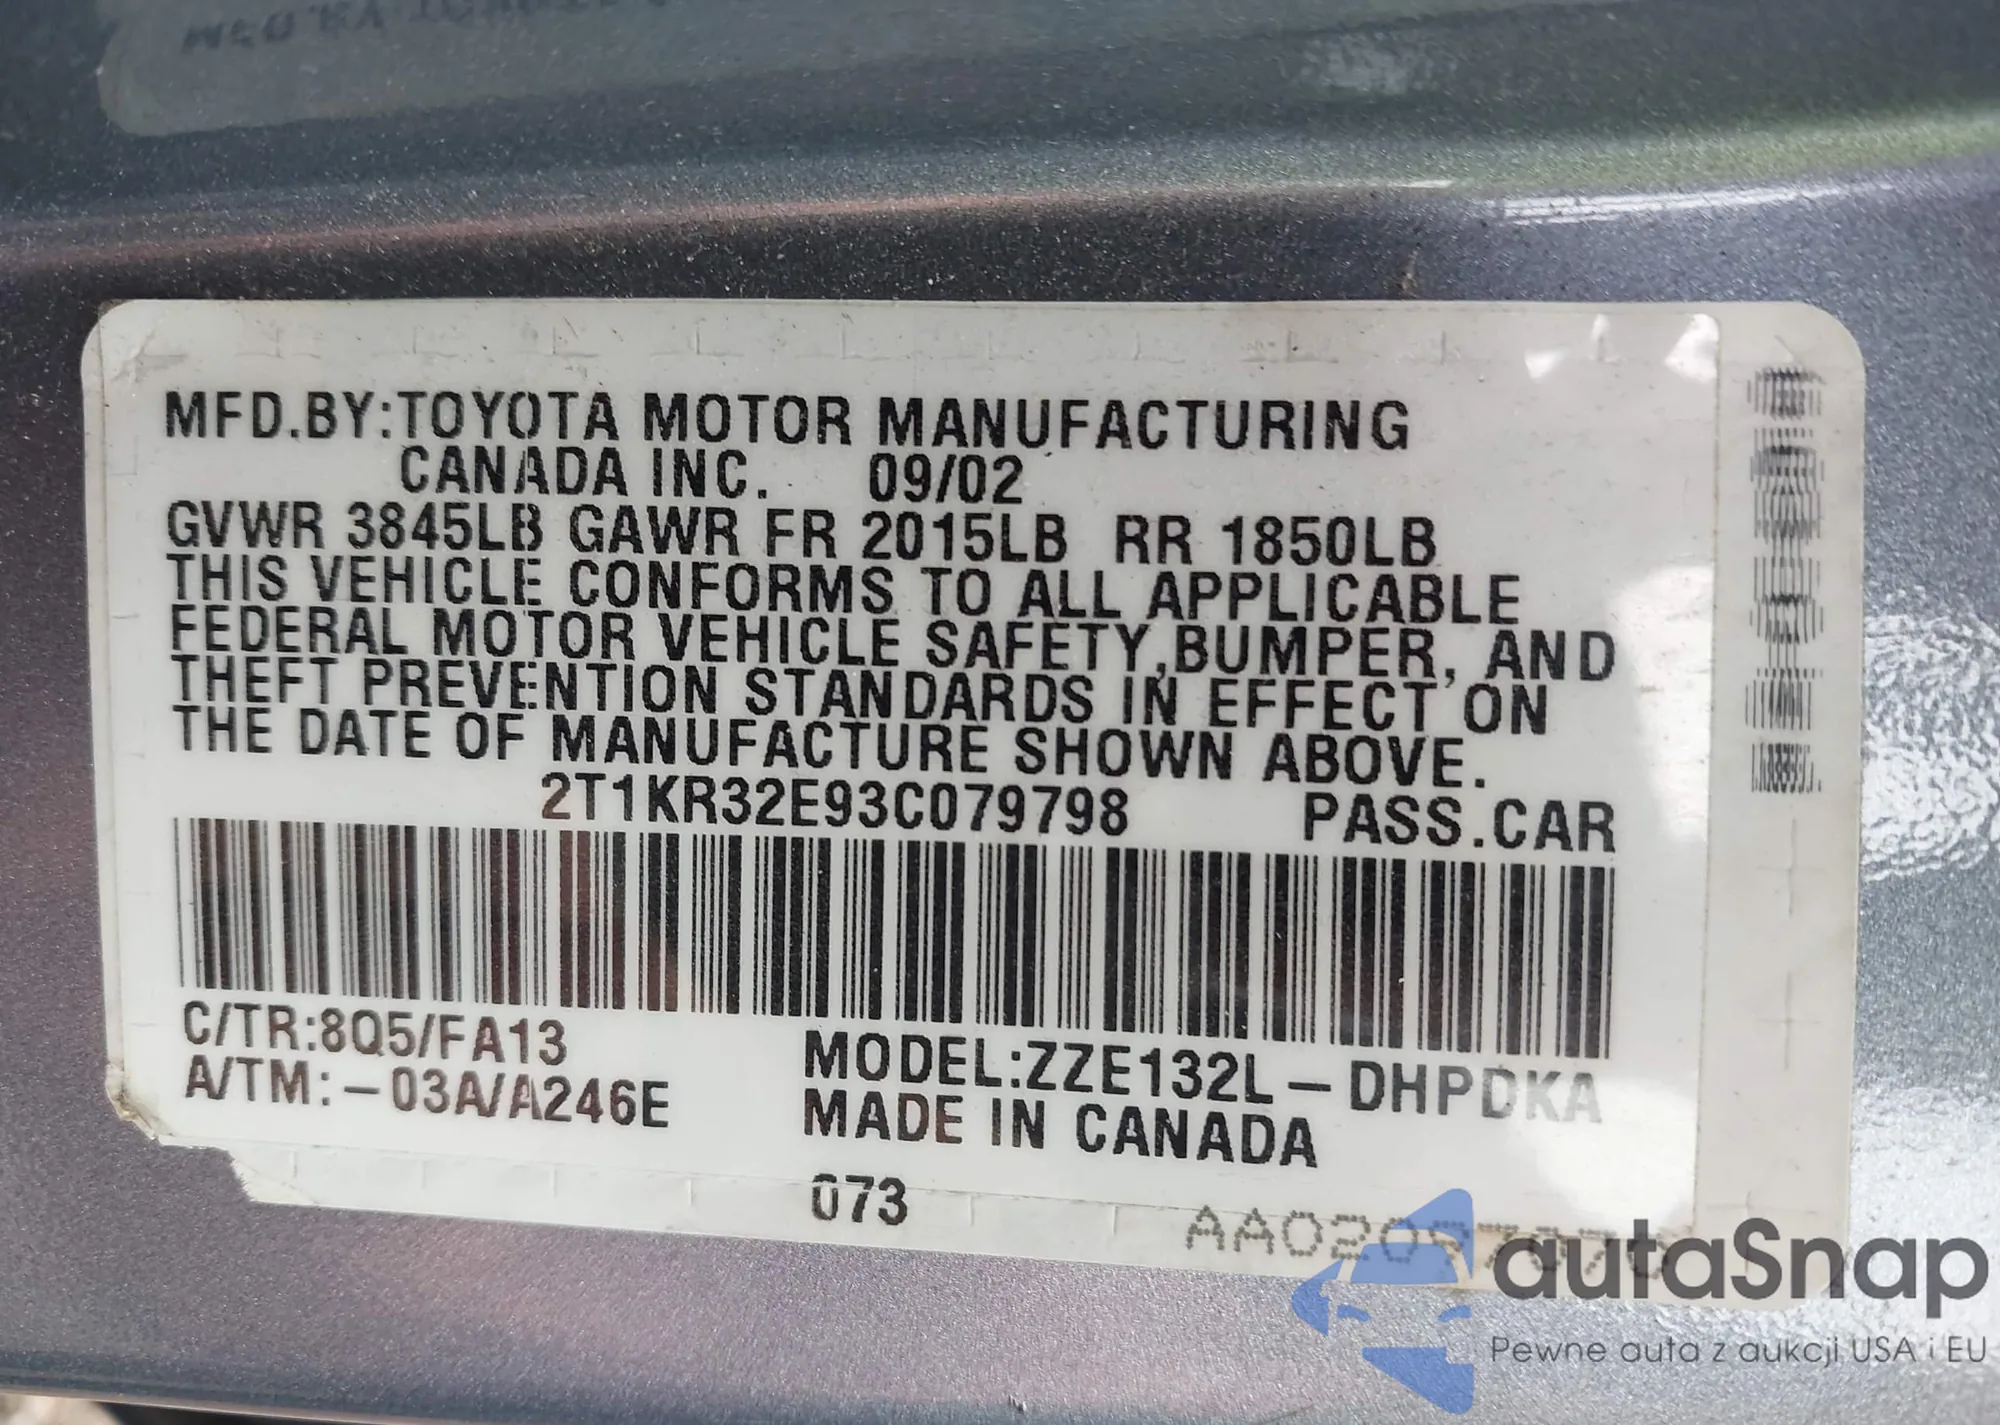 MFD.BY:TOYOTA MOTOR MANUFACTURING
CANADA INC. 09/02
GVWR 3845LB GAWR FR 2015LB RR 1850LB
THIS VEHICLE CONFORMS TO ALL APPLICABLE
FEDERAL MOTOR VEHICLE SAFETY,BUMPER, AND
THEFT PREVENTION STANDARDS IN EFFECT ON
THE DATE OF MANUFACTURE SHOWN ABOVE.
2T1KR32E93C079798 PASS.CAR
C/TR:8Q5/FA13
A/TM:-03A/A246E
MODEL:ZZE132L-DHPDKA
MADE IN CANADA
073
autaSnap
Pewne auta z aukcji USA i EU